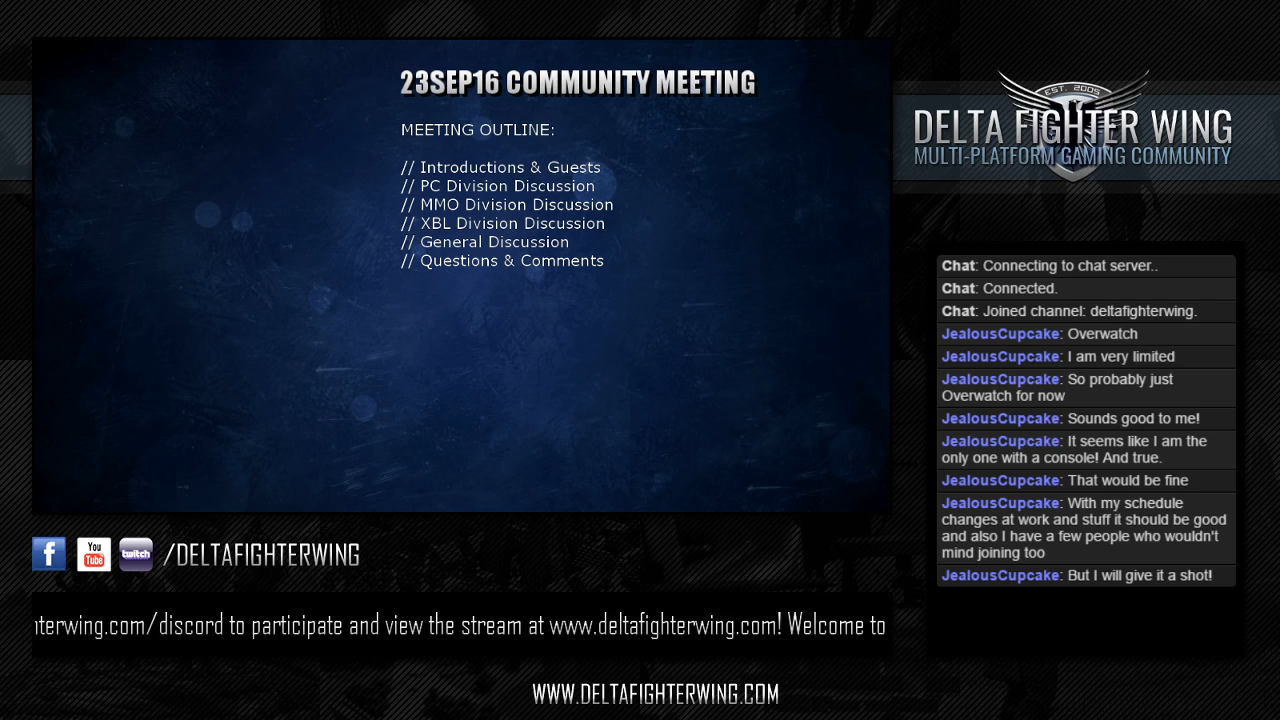 23SEP16 COMMUNITY MEETING
MEETING OUTLINE:
// Introductions & Guests
// PC Division Discussion
// MMO Division Discussion
// XBL Division Discussion
// General Discussion
// Questions & Comments
EST. 2005
DELTA FIGHTER WING
MULTI-PLATFORM GAMING COMMUNITY
Chat: Connecting to chat server..
Chat: Connected.
Chat: Joined channel: deltafighterwing.
JealousCupcake: Overwatch
JealousCupcake: I am very limited
JealousCupcake: So probably just
Overwatch for now
JealousCupcake: Sounds good to me!
JealousCupcake: It seems like I am the
only one with a console! And true.
JealousCupcake: That would be fine
JealousCupcake: With my schedule
changes at work and stuff it should be good
and also I have a few people who wouldn't
mind joining too
JealousCupcake: But I will give it a shot!
f You Tube twitch /DELTAFIGHTERWING
hterwing.com/discord to participate and view the stream at www.deltafighterwing.com! Welcome to
WWW.DELTAFIGHTERWING.COM